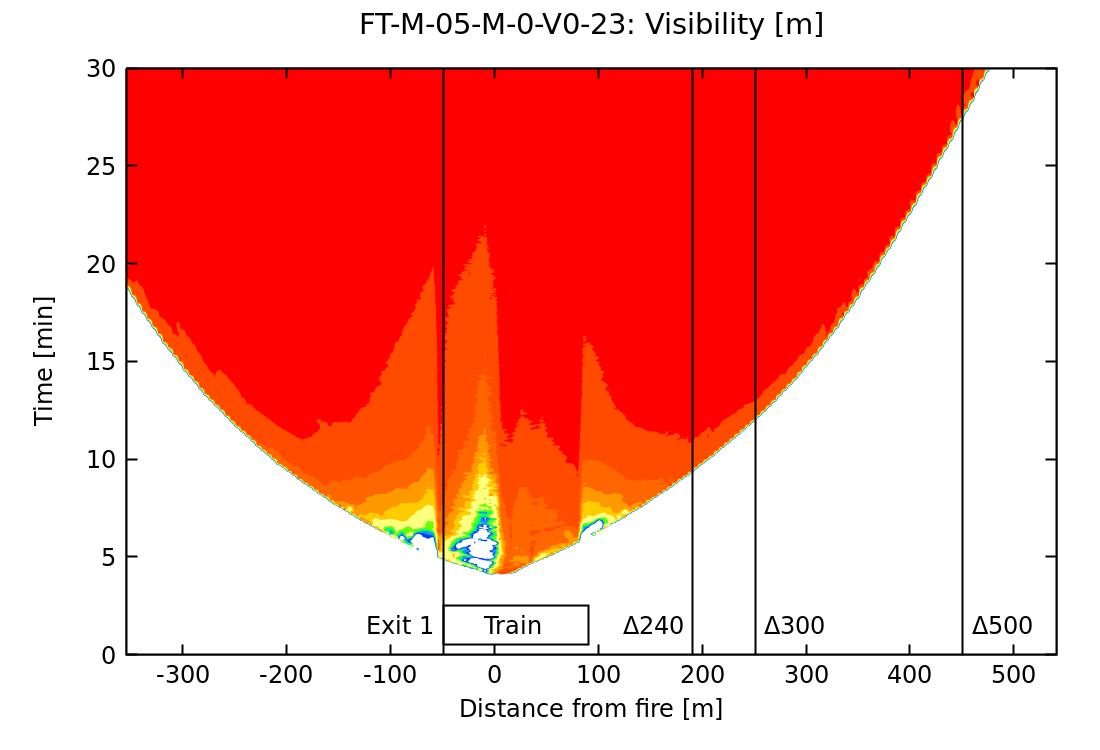 FT-M-05-M-0-V0-23: Visibility [m]
30
25
20
15
10
5
0
Time [min]
Exit 1
Train
Δ240
Δ300
Δ500
-300
-200
-100
0
100
200
300
400
500
Distance from fire [m]